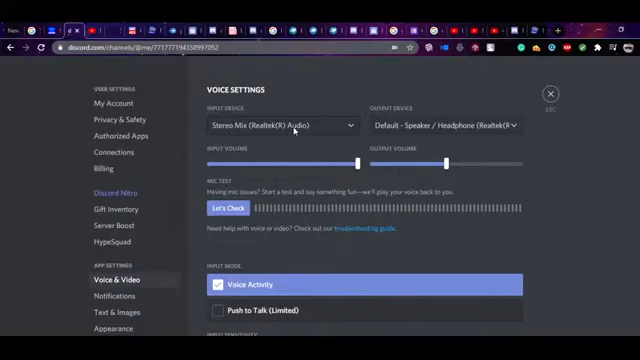 New
discord.com/channels/@me/771777194358997052
VOICE SETTINGS
USER SETTINGS
My Account
Privacy & Safety
Authorized Apps
Connections
Billing
Discord Nitro
Gift Inventory
Server Boost
HypeSquad
APP SETTINGS
Voice & Video
Notifications
Text & Images
Appearance
INPUT DEVICE
OUTPUT DEVICE
Stereo Mix (Realtek(R) Audio)
Default - Speaker / Headphone (Realtek(R
INPUT VOLUME
OUTPUT VOLUME
MIC TEST
Having mic issues? Start a test and say something fun—we'll play your voice back to you.
Let's Check
Need help with voice or video? Check out our troubleshooting guide.
INPUT MODE
Voice Activity
Push to Talk (Limited)
INPUT SENSITIVITY
ESC